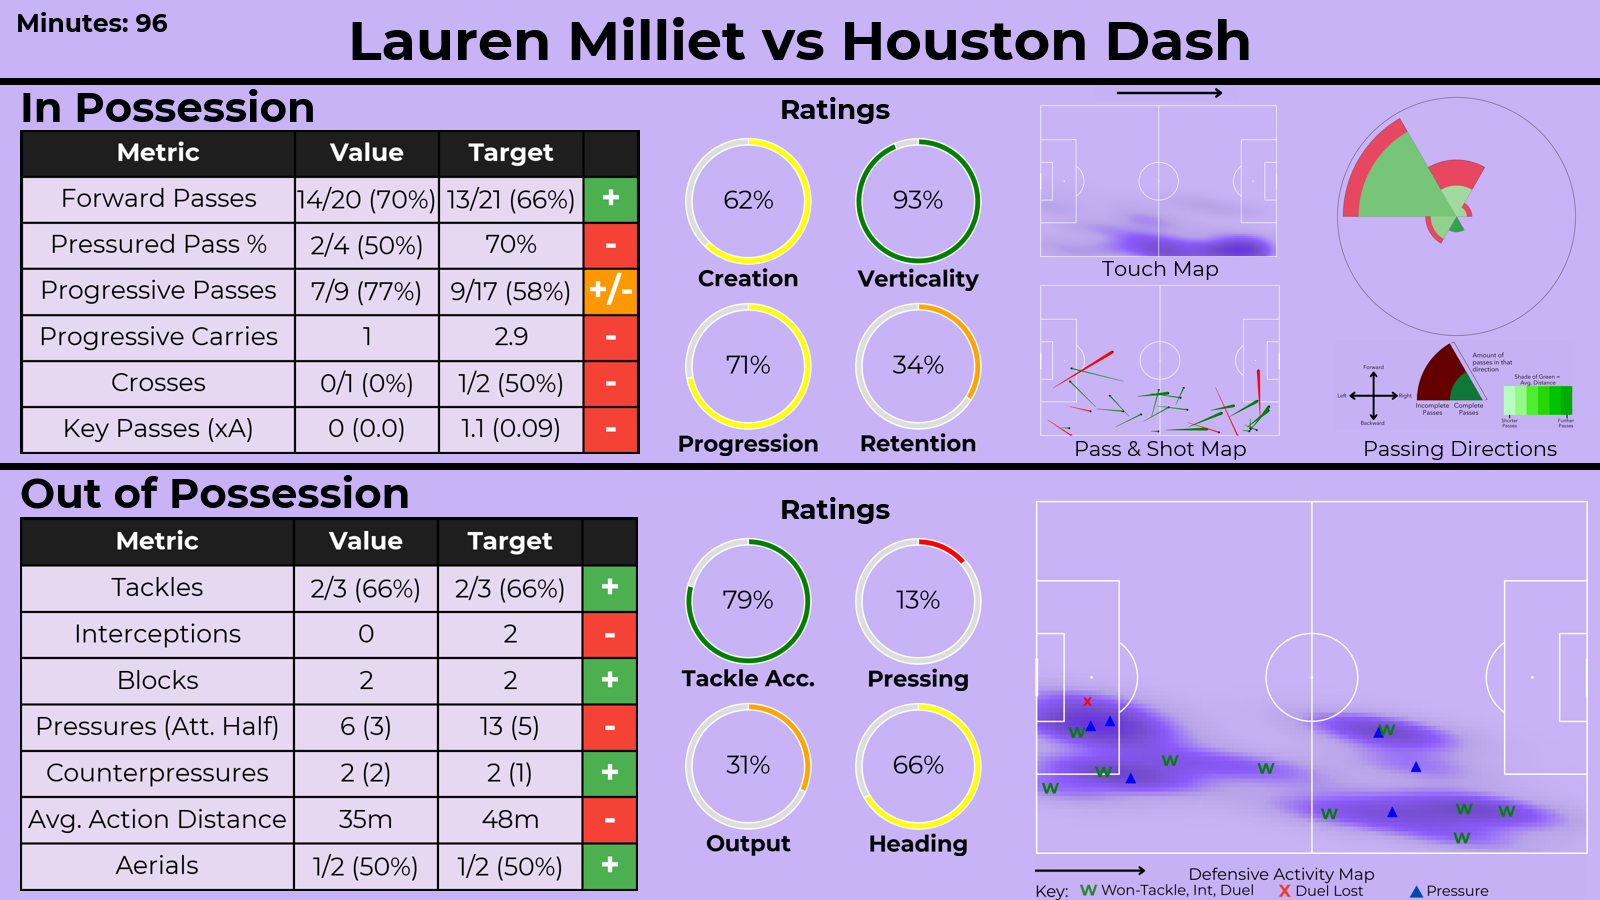 Minutes: 96
Lauren Milliet vs Houston Dash
In Possession
Metric Value Target
Forward Passes 14/20 (70%) 13/21 (66%) +
Pressured Pass % 2/4 (50%) 70% -
Progressive Passes 7/9 (77%) 9/17 (58%) +/-
Progressive Carries 1 2.9 -
Crosses 0/1 (0%) 1/2 (50%) -
Key Passes (xA) 0 (0.0) 1.1 (0.09) -
Ratings
62% 93%
Creation Verticality
71% 34%
Progression Retention
Touch Map
Pass & Shot Map
Forward
Left Right
Backward
Amount of
passes in that
direction
Incomplete
Passes
Complete
Passes
Shade of Green =
Avg. Distance
Shorter
Passes
Further
Passes
Passing Directions
Out of Possession
Metric Value Target
Tackles 2/3 (66%) 2/3 (66%) +
Interceptions 0 2 -
Blocks 2 2 +
Pressures (Att. Half) 6 (3) 13 (5) -
Counterpressures 2 (2) 2 (1) +
Avg. Action Distance 35m 48m -
Aerials 1/2 (50%) 1/2 (50%) +
Ratings
79% 13%
Tackle Acc. Pressing
31% 66%
Output Heading
X
W W
W W W
W
W W W
W
Defensive Activity Map
Key: W Won-Tackle, Int, Duel X Duel Lost Pressure